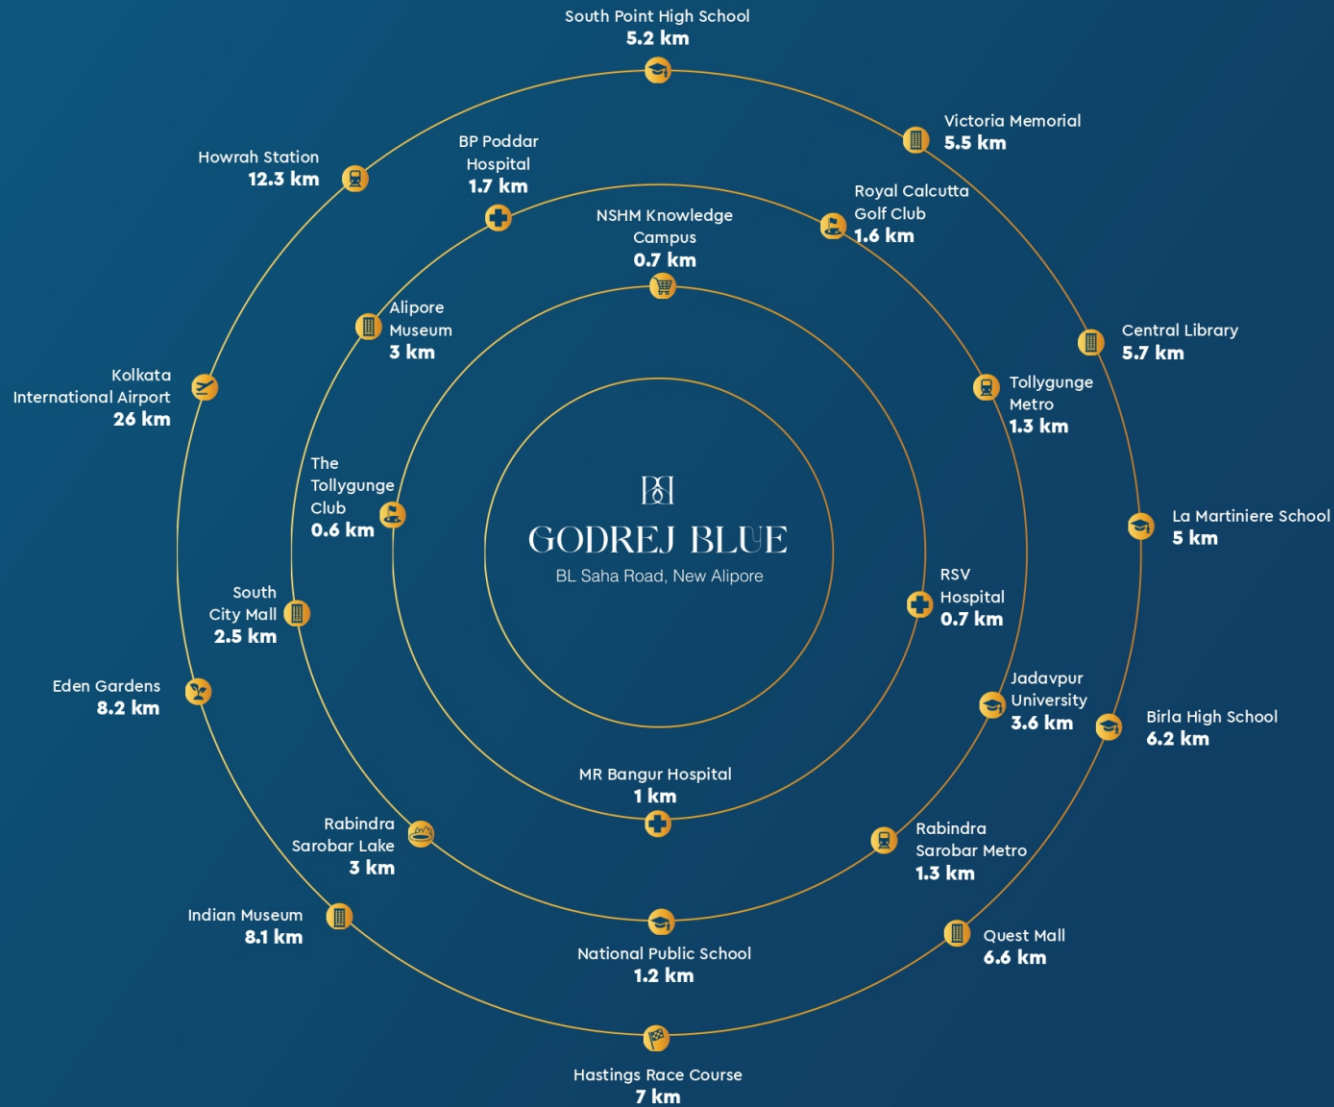 South Point High School
5.2 km
Victoria Memorial
5.5 km
BP Poddar
Hospital
1.7 km
Howrah Station
12.3 km
Royal Calcutta
Golf Club
1.6 km
NSHM Knowledge
Campus
0.7 km
Alipore
Museum
3 km
Central Library
5.7 km
Kolkata
International Airport
26 km
Tollygunge
Metro
1.3 km
The
Tollygunge
Club
0.6 km
GODREJ BLUE
BL Saha Road, New Alipore
La Martiniere School
5 km
RSV
Hospital
0.7 km
South
City Mall
2.5 km
Eden Gardens
8.2 km
Jadavpur
University
3.6 km
Birla High School
6.2 km
MR Bangur Hospital
1 km
Rabindra
Sarobar Lake
3 km
Rabindra
Sarobar Metro
1.3 km
Indian Museum
8.1 km
National Public School
1.2 km
Quest Mall
6.6 km
Hastings Race Course
7 km